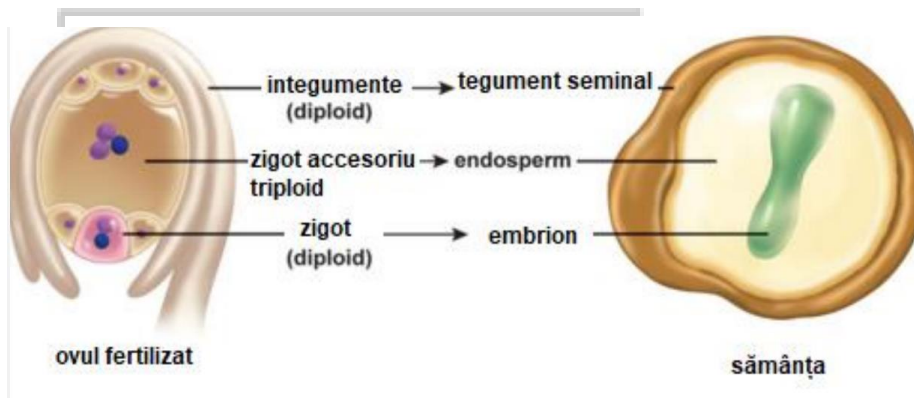 integumente → tegument seminal
(diploid)
zigot accesoriu → endosperm
triploid
zigot → embrion
(diploid)
ovul fertilizat
sămânța